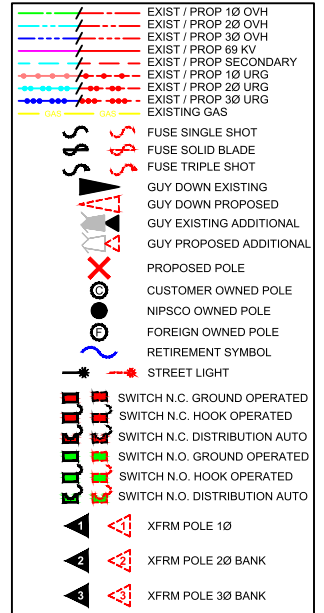 EXIST / PROP 1Ø OVH
EXIST / PROP 2Ø OVH
EXIST / PROP 3Ø OVH
EXIST / PROP 69 KV
EXIST / PROP SECONDARY
EXIST / PROP 1Ø URG
EXIST / PROP 2Ø URG
EXIST / PROP 3Ø URG
GAS GAS EXISTING GAS
FUSE SINGLE SHOT
FUSE SOLID BLADE
FUSE TRIPLE SHOT
GUY DOWN EXISTING
GUY DOWN PROPOSED
GUY EXISTING ADDITIONAL
GUY PROPOSED ADDITIONAL
PROPOSED POLE
C CUSTOMER OWNED POLE
NIPSCO OWNED POLE
F FOREIGN OWNED POLE
RETIREMENT SYMBOL
STREET LIGHT
SWITCH N.C. GROUND OPERATED
SWITCH N.C. HOOK OPERATED
SWITCH N.C. DISTRIBUTION AUTO
SWITCH N.O. GROUND OPERATED
SWITCH N.O. HOOK OPERATED
SWITCH N.O. DISTRIBUTION AUTO
1 1 XFRM POLE 1Ø
2 2 XFRM POLE 2Ø BANK
3 3 XFRM POLE 3Ø BANK